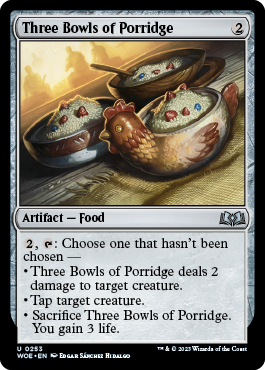 Three Bowls of Porridge 2
Artifact — Food
2, T: Choose one that hasn't been
chosen —
• Three Bowls of Porridge deals 2
damage to target creature.
• Tap target creature.
• Sacrifice Three Bowls of Porridge.
You gain 3 life.
U 0253
WOE • EN Edgar Sánchez Hidalgo
™ & © 2023 Wizards of the Coast